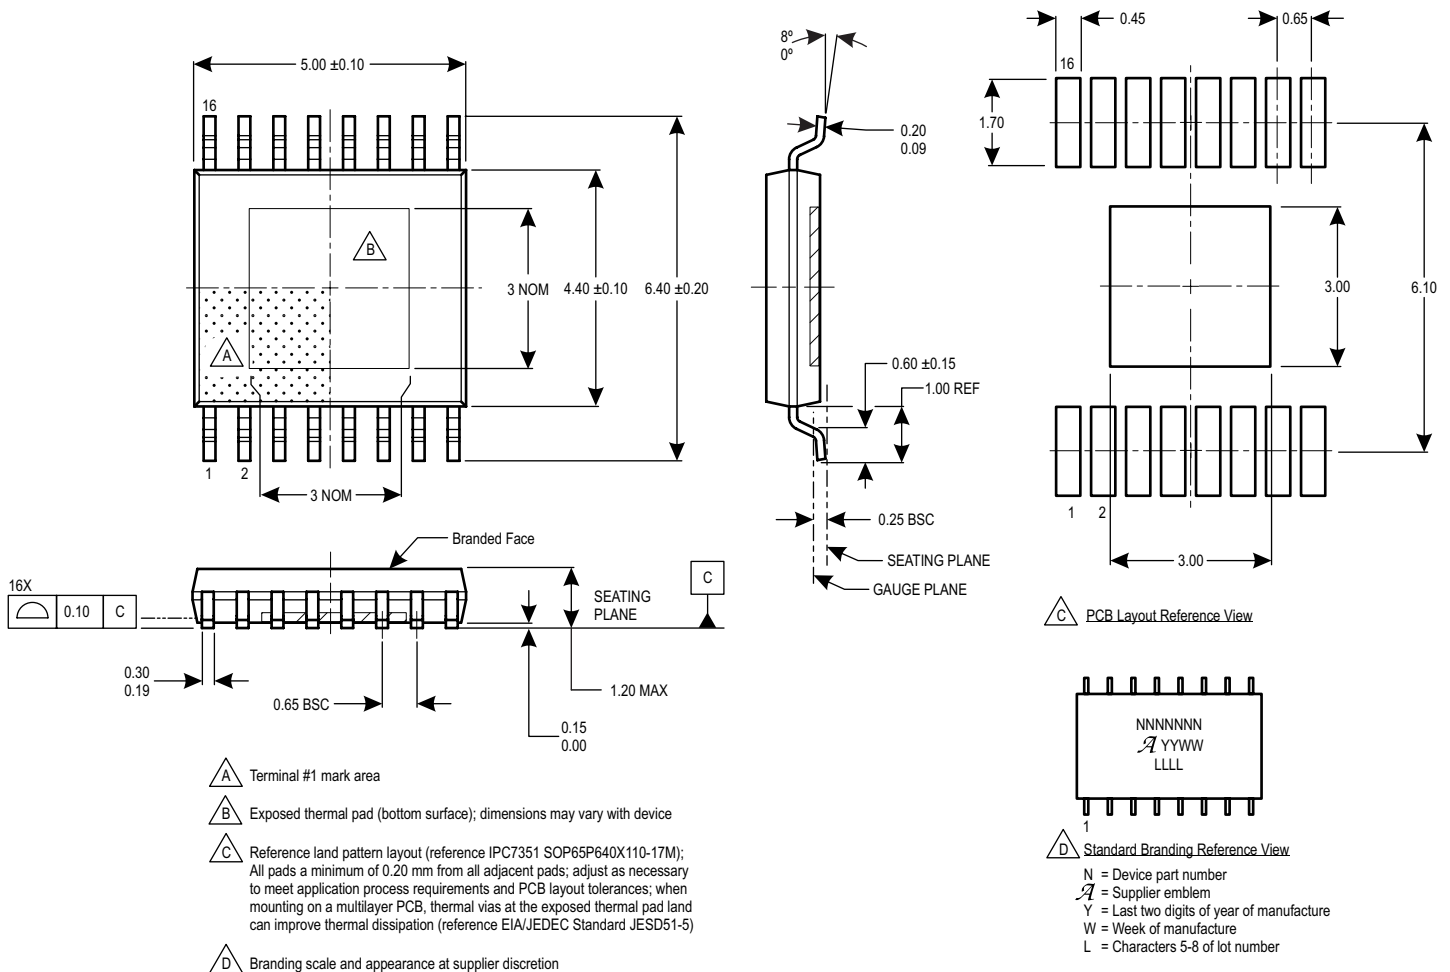 5.00 ±0.10
16
B
A
3 NOM
4.40 ±0.10
6.40 ±0.20
1 2
3 NOM
8º
0º
0.20
0.09
0.60 ±0.15
1.00 REF
0.25 BSC
SEATING PLANE
GAUGE PLANE
0.45
0.65
16
1.70
3.00
6.10
1 2
3.00
C PCB Layout Reference View
Branded Face
16X
0.10 C
SEATING
PLANE
C
0.30
0.19
0.65 BSC
1.20 MAX
0.15
0.00
NNNNNNN
A YYWW
LLLL
1
D Standard Branding Reference View
N = Device part number
A = Supplier emblem
Y = Last two digits of year of manufacture
W = Week of manufacture
L = Characters 5-8 of lot number
A Terminal #1 mark area
B Exposed thermal pad (bottom surface); dimensions may vary with device
C Reference land pattern layout (reference IPC7351 SOP65P640X110-17M);
All pads a minimum of 0.20 mm from all adjacent pads; adjust as necessary
to meet application process requirements and PCB layout tolerances; when
mounting on a multilayer PCB, thermal vias at the exposed thermal pad land
can improve thermal dissipation (reference EIA/JEDEC Standard JESD51-5)
D Branding scale and appearance at supplier discretion